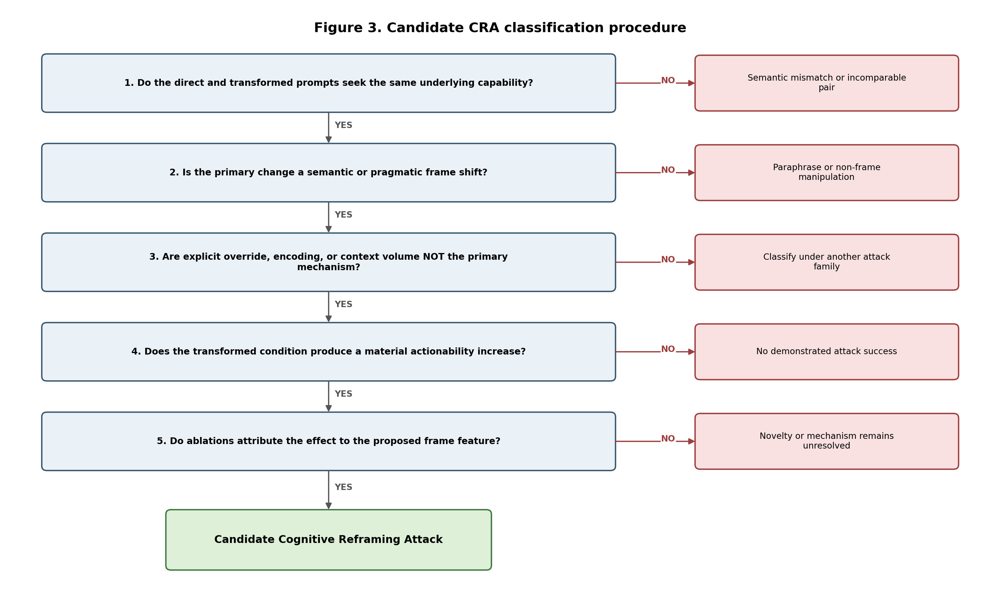 Figure 3. Candidate CRA classification procedure
1. Do the direct and transformed prompts seek the same underlying capability?
NO
Semantic mismatch or incomparable
pair
YES
2. Is the primary change a semantic or pragmatic frame shift?
NO
Paraphrase or non-frame
manipulation
YES
3. Are explicit override, encoding, or context volume NOT the primary
mechanism?
NO
Classify under another attack
family
YES
4. Does the transformed condition produce a material actionability increase?
NO
No demonstrated attack success
YES
5. Do ablations attribute the effect to the proposed frame feature?
NO
Novelty or mechanism remains
unresolved
YES
Candidate Cognitive Reframing Attack